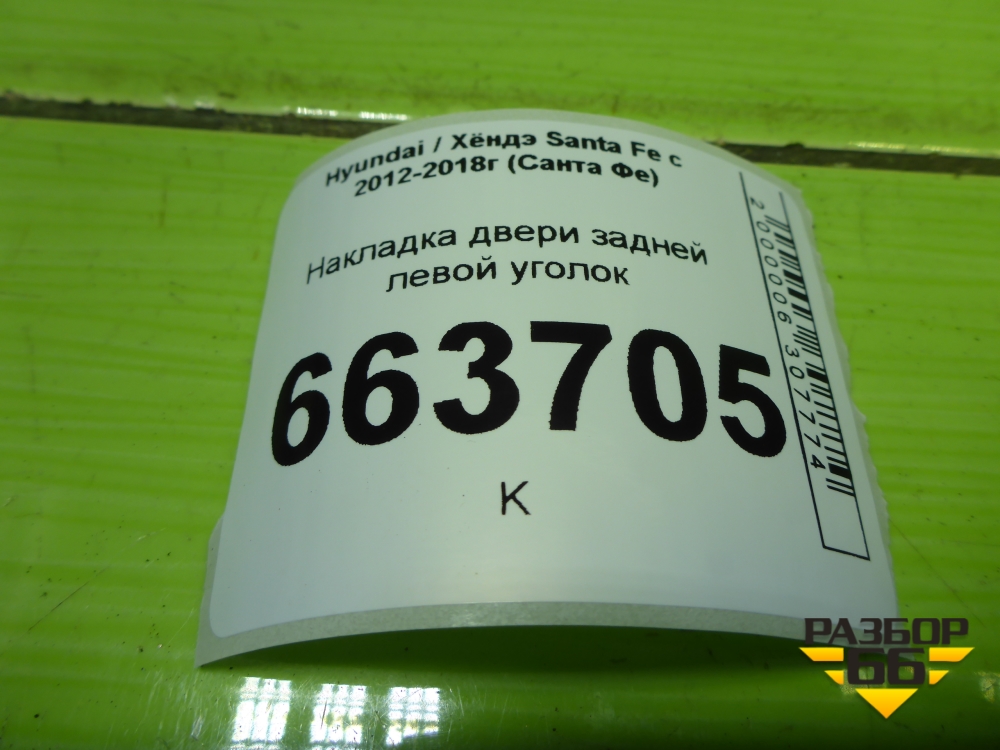 Hyundai / Хёндэ Santa Fe с
2012-2018г (Санта Фе)
Накладка двери задней
левой уголок
663705
К
2000006307774
РАЗБОР
66